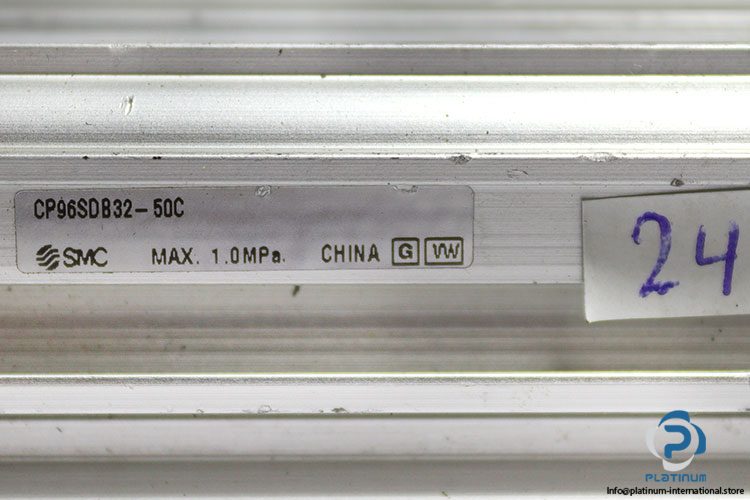 CP96SDB32-50C
SMC MAX. 1.0MPa. CHINA G VW
24
PLATINUM
Info@platinum-international.store